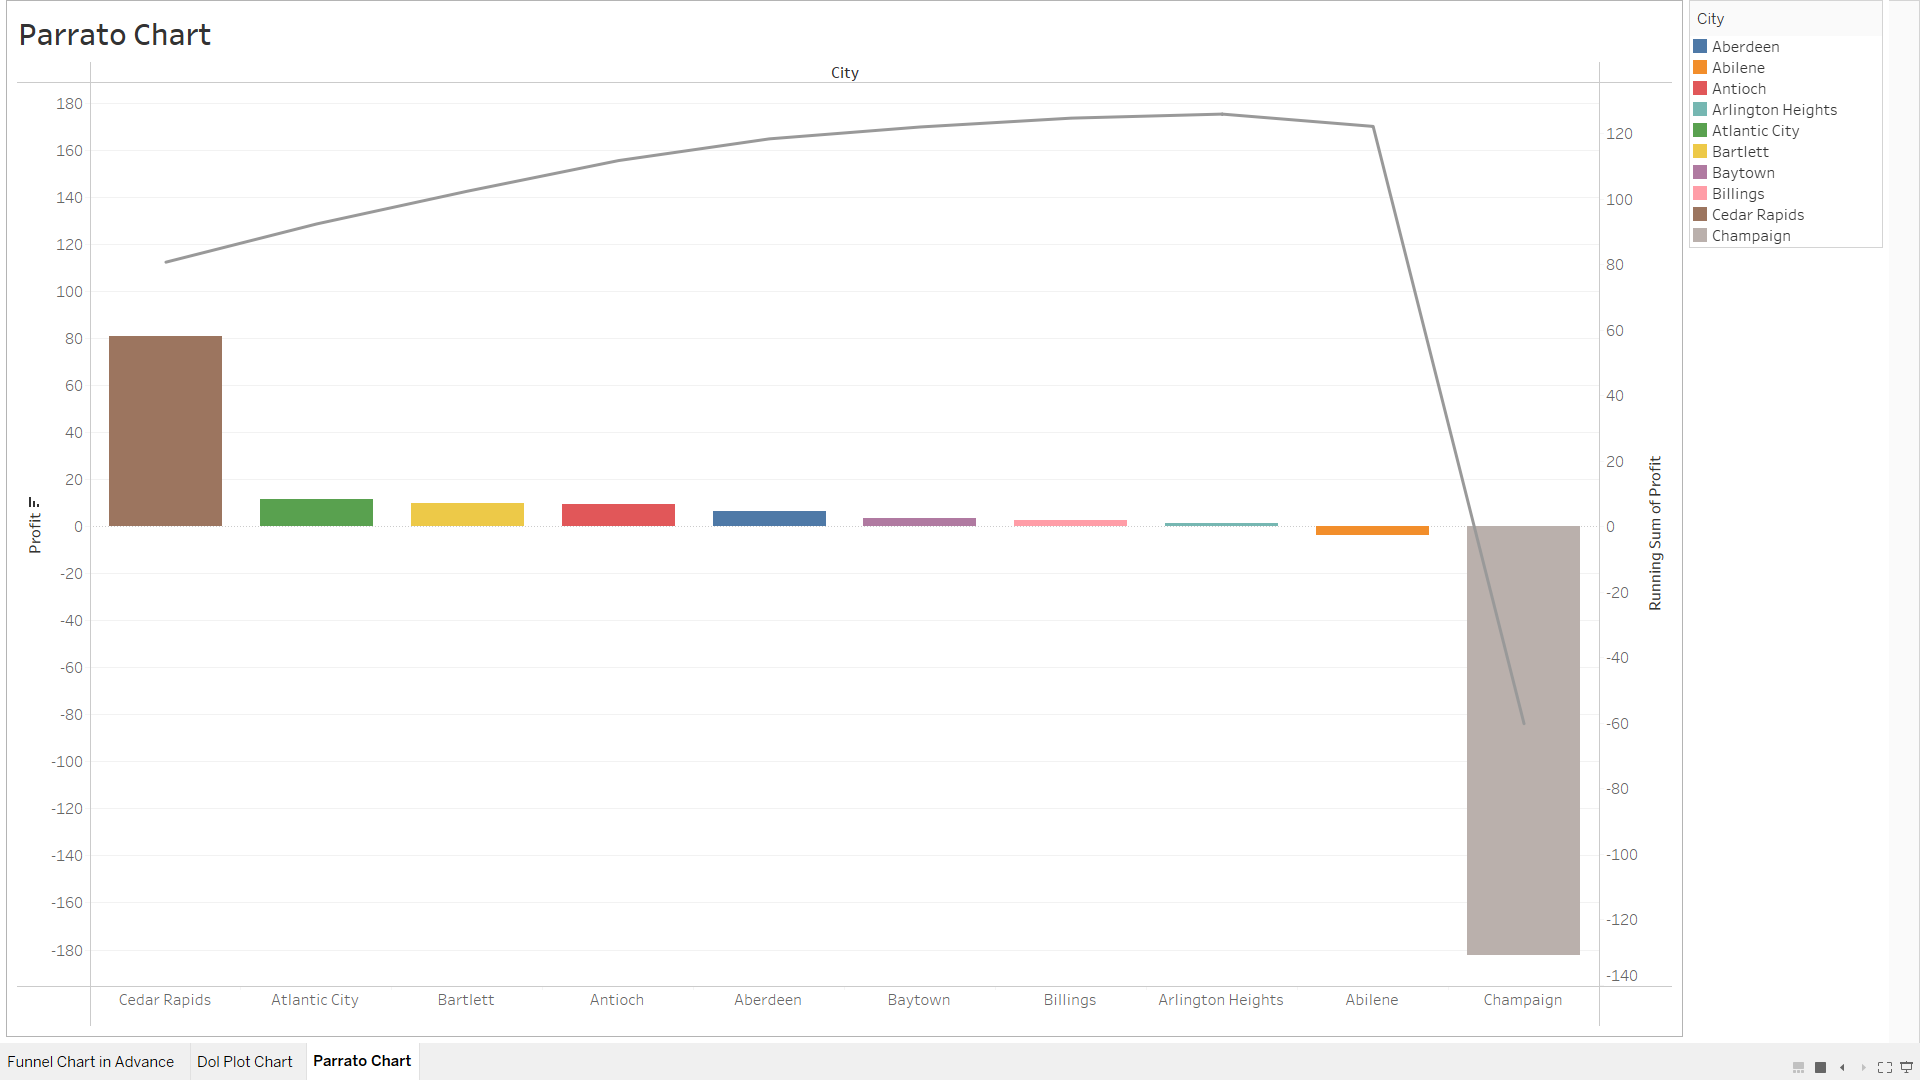 Parrato Chart
City
180
160
140
120
100
80
60
40
20
0
-20
-40
-60
-80
-100
-120
-140
-160
-180
Profit
120
100
80
60
40
20
0
-20
-40
-60
-80
-100
-120
-140
Running Sum of Profit
Cedar Rapids Atlantic City Bartlett Antioch Aberdeen Baytown Billings Arlington Heights Abilene Champaign
City
Aberdeen
Abilene
Antioch
Arlington Heights
Atlantic City
Bartlett
Baytown
Billings
Cedar Rapids
Champaign
Funnel Chart in Advance Dol Plot Chart Parrato Chart